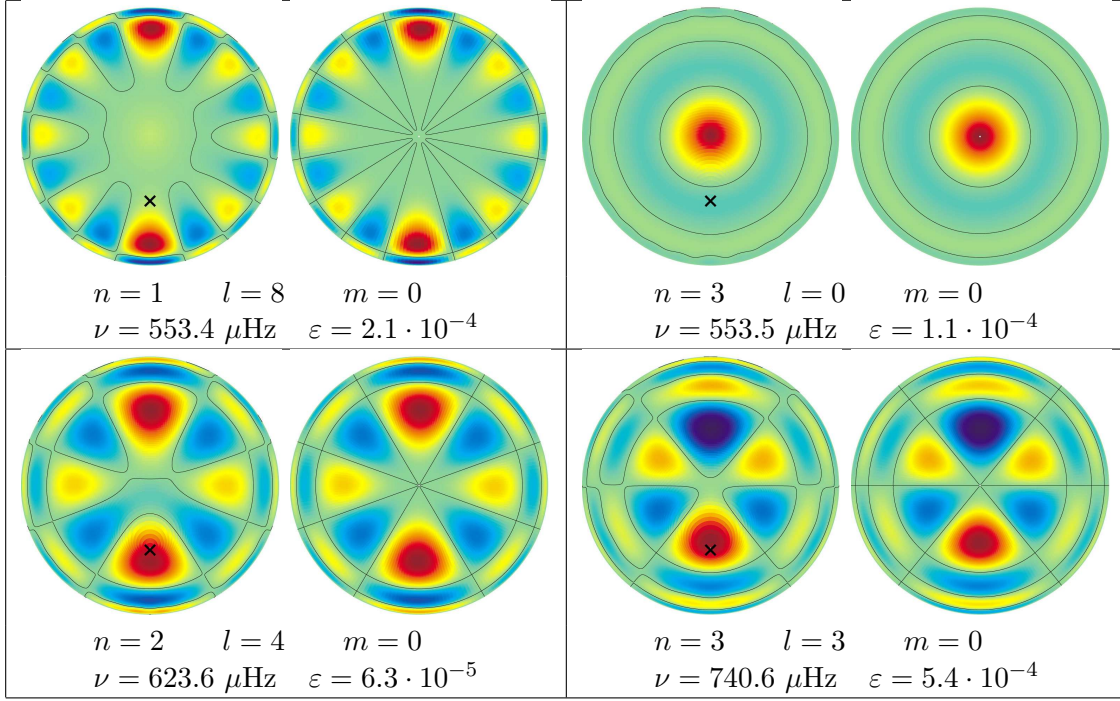 n = 1 l = 8 m = 0
ν = 553.4 μHz ε = 2.1 · 10⁻⁴
n = 3 l = 0 m = 0
ν = 553.5 μHz ε = 1.1 · 10⁻⁴
n = 2 l = 4 m = 0
ν = 623.6 μHz ε = 6.3 · 10⁻⁵
n = 3 l = 3 m = 0
ν = 740.6 μHz ε = 5.4 · 10⁻⁴